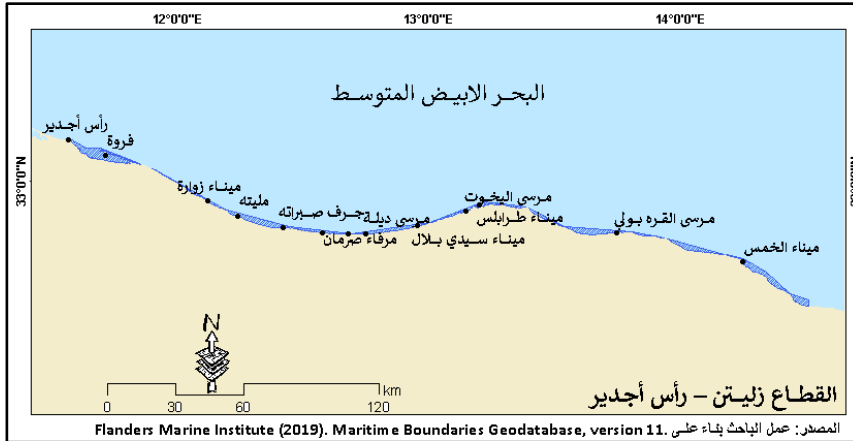 12°0'0"E 13°0'0"E 14°0'0"E
البحر الابيض المتوسط
رأس أجدير
فروة
33°0'0"N
ميناء زوارة
مليته
جرف صبراته
مرفاء صرمان
مرسى ديلة
ميناء سيدي بلال
مرسى اليخوت
ميناء طرابلس
مرسى القره بولي
ميناء الخمس
N
km
0 30 60 120
القطاع زليتن – رأس أجدير
المصدر: عمل الباحث بناء على Flanders Marine Institute (2019). Maritime Boundaries Geodatabase, version 11.